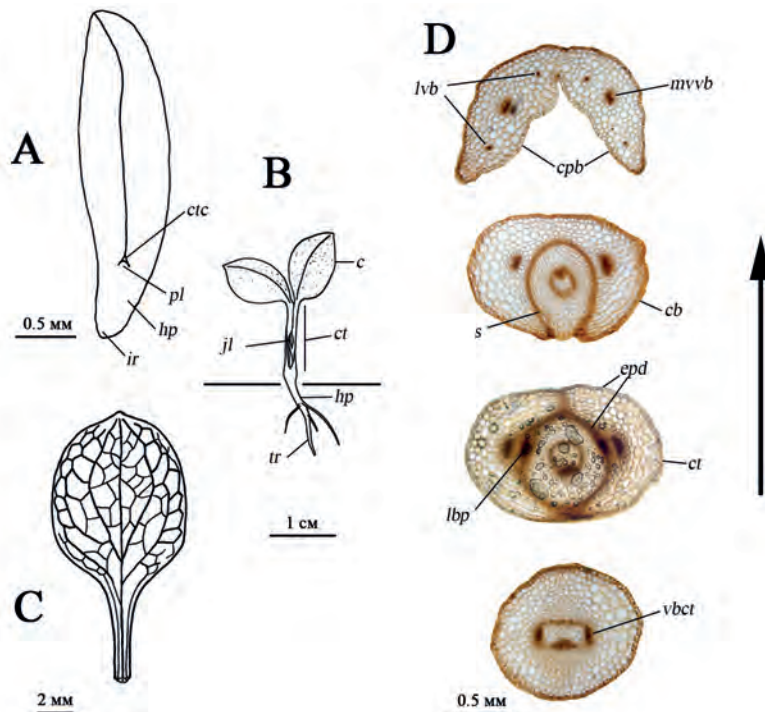 A
ctc
pl
hp
ir
0.5 мм
B
c
ct
jl
hp
tr
1 см
C
2 мм
D
lvb
mvvb
cpb
s
cb
epd
ct
lbp
vbct
0.5 мм